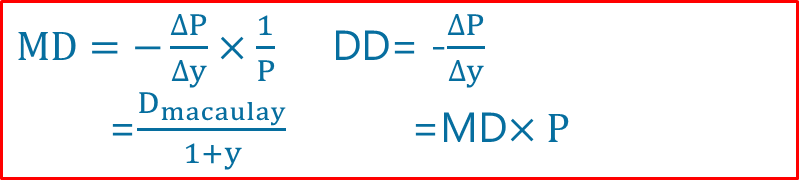 MD = − ΔP/Δy × 1/P DD= -ΔP/Δy
=D_macaulay/1+y =MD× P